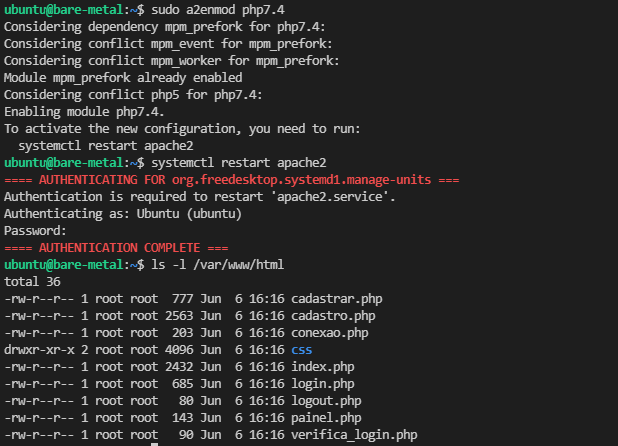 ubuntu@bare-metal:~$ sudo a2enmod php7.4
Considering dependency mpm_prefork for php7.4:
Considering conflict mpm_event for mpm_prefork:
Considering conflict mpm_worker for mpm_prefork:
Module mpm_prefork already enabled
Considering conflict php5 for php7.4:
Enabling module php7.4.
To activate the new configuration, you need to run:
  systemctl restart apache2
ubuntu@bare-metal:~$ systemctl restart apache2
==== AUTHENTICATING FOR org.freedesktop.systemd1.manage-units ===
Authentication is required to restart 'apache2.service'.
Authenticating as: Ubuntu (ubuntu)
Password:
==== AUTHENTICATION COMPLETE ===
ubuntu@bare-metal:~$ ls -l /var/www/html
total 36
-rw-r--r-- 1 root root  777 Jun  6 16:16 cadastrar.php
-rw-r--r-- 1 root root 2563 Jun  6 16:16 cadastro.php
-rw-r--r-- 1 root root  203 Jun  6 16:16 conexao.php
drwxr-xr-x 2 root root 4096 Jun  6 16:16 css
-rw-r--r-- 1 root root 2432 Jun  6 16:16 index.php
-rw-r--r-- 1 root root  685 Jun  6 16:16 login.php
-rw-r--r-- 1 root root   80 Jun  6 16:16 logout.php
-rw-r--r-- 1 root root  143 Jun  6 16:16 painel.php
-rw-r--r-- 1 root root   90 Jun  6 16:16 verifica_login.php